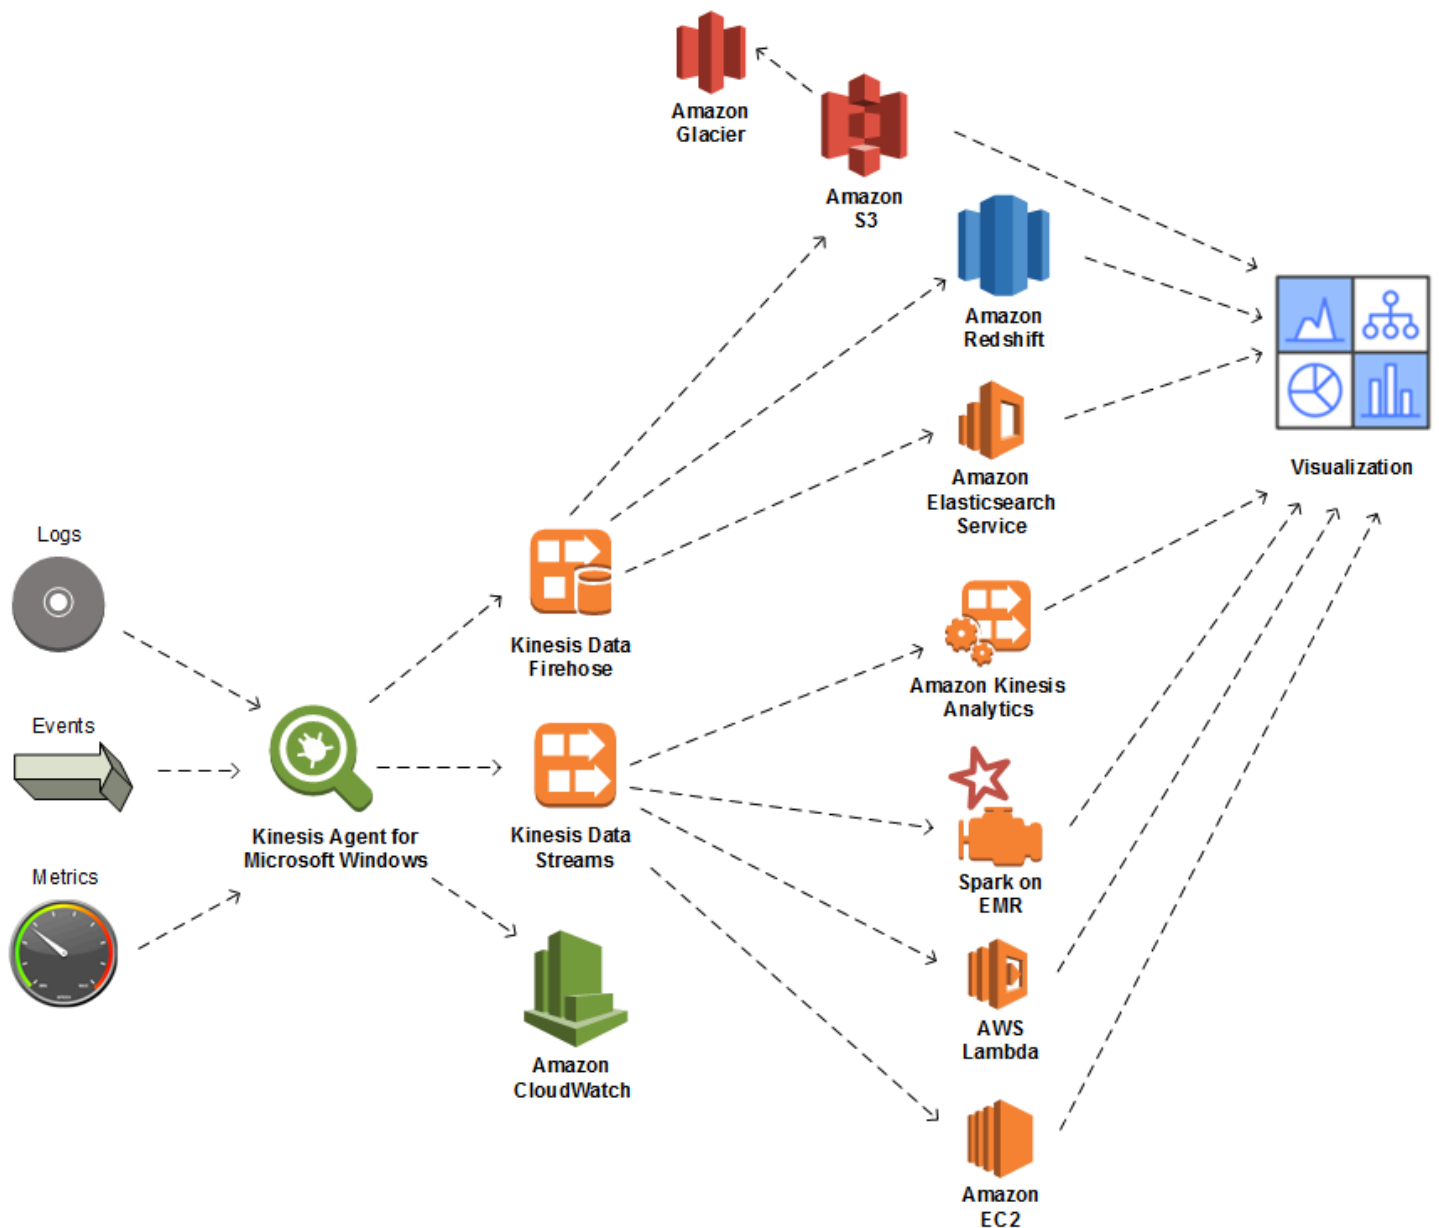 Amazon
Glacier
Amazon
S3
Amazon
Redshift
Amazon
Elasticsearch
Service
Visualization
Logs
Events
Metrics
Kinesis Agent for
Microsoft Windows
Kinesis Data
Firehose
Kinesis Data
Streams
Amazon
CloudWatch
Amazon Kinesis
Analytics
Spark on
EMR
AWS
Lambda
Amazon
EC2